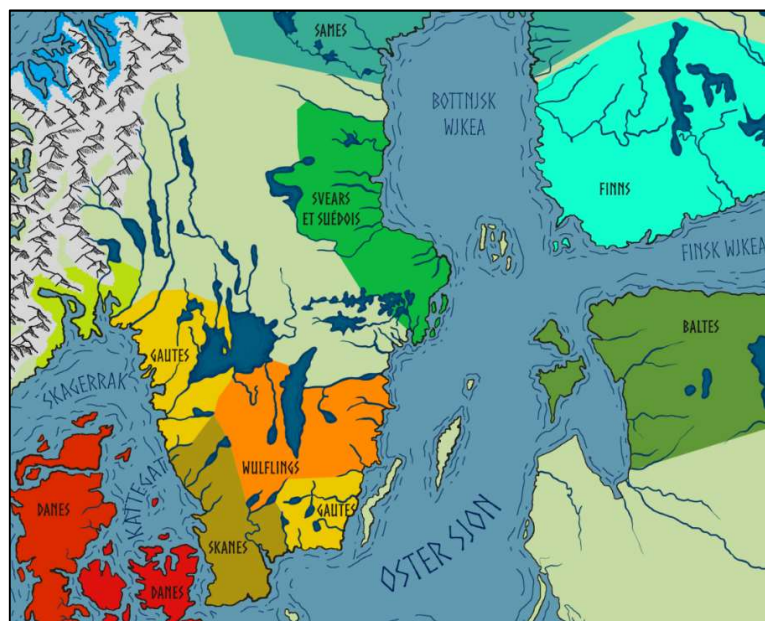 SAMES
BOTTNJSK
WJKEA
FINNS
SVEARS
ET SUÉDOIS
FINSK WJKEA
BALTES
GAUTES
SKAGERRAK
KATTEGAT
WULFLINGS
DANES
GAUTES
SKANES
OSTER SJON
DANES